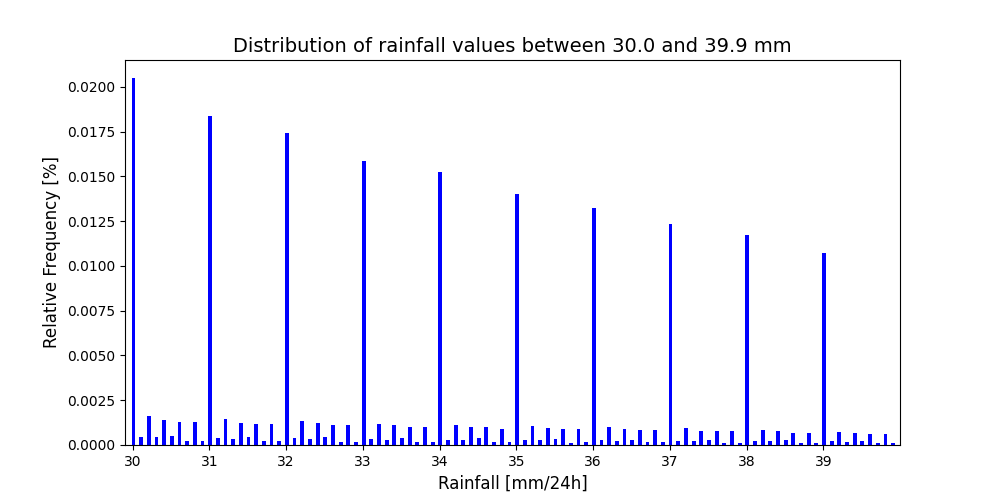 Distribution of rainfall values between 30.0 and 39.9 mm
0.0200
0.0175
0.0150
0.0125
0.0100
0.0075
0.0050
0.0025
0.0000
Relative Frequency [%]
30 31 32 33 34 35 36 37 38 39
Rainfall [mm/24h]